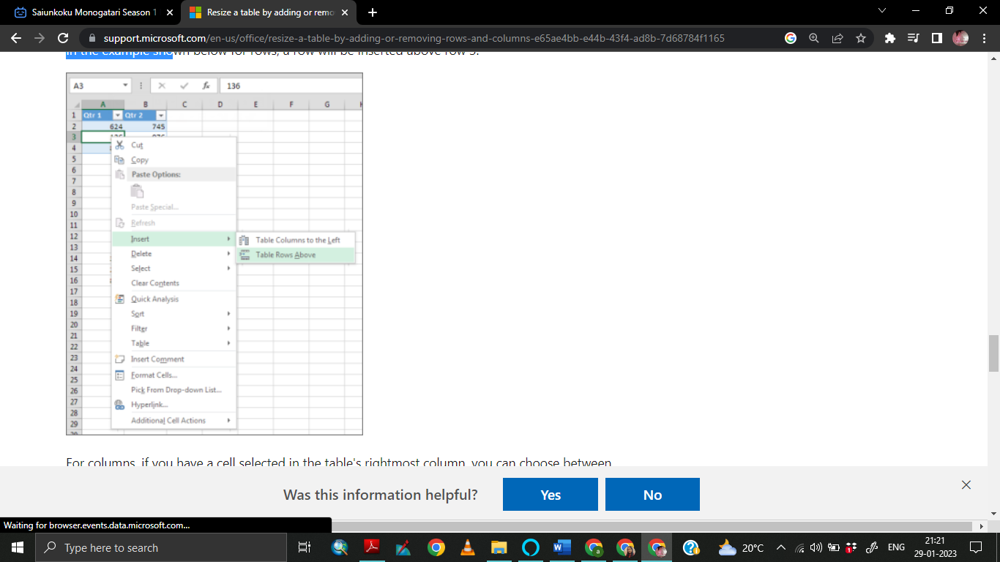 Saiunkoku Monogatari Season 1
Resize a table by adding or remo
support.microsoft.com/en-us/office/resize-a-table-by-adding-or-removing-rows-and-columns-e65ae4bb-e44b-43f4-ad8b-7d68784f1165
In the example shown below for rows, a row will be inserted above row 3.
A3 fx 136
A B C D E F G H
1 Qtr 1 Qtr 2
2 624 745
3
4
5
6
7
8
9
10
11
12
13
14
15
16
17
18
19
20
21
22
23
24
25
26
27
28
29
Cut
Copy
Paste Options:
Paste Special...
Refresh
Insert
Table Columns to the Left
Table Rows Above
Delete
Select
Clear Contents
Quick Analysis
Sort
Filter
Table
Insert Comment
Format Cells...
Pick From Drop-down List...
Hyperlink...
Additional Cell Actions
For columns, if you have a cell selected in the table's rightmost column, you can choose between
Was this information helpful? Yes No
Waiting for browser.events.data.microsoft.com...
Type here to search
20°C
ENG
21:21
29-01-2023